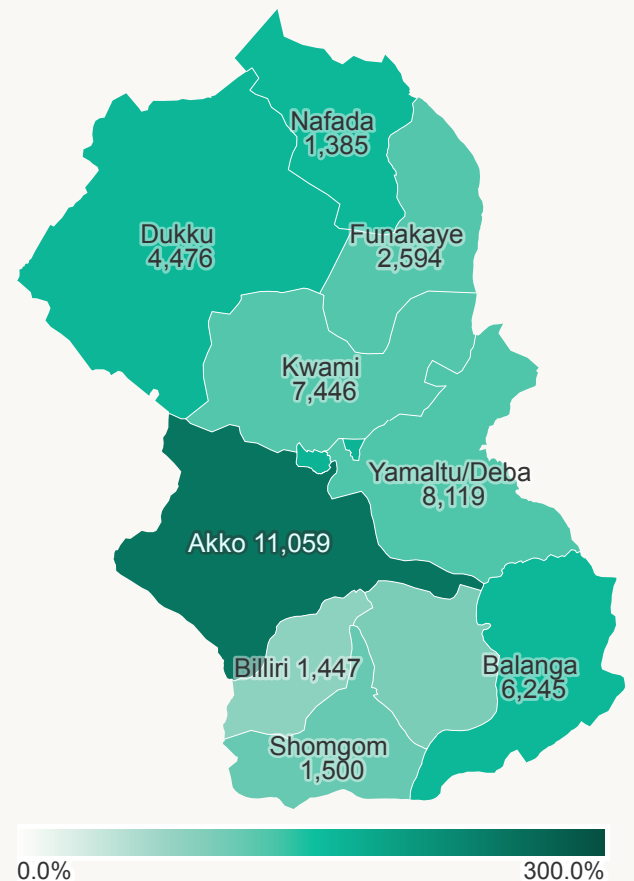 Nafada
1,385
Dukku
4,476
Funakaye
2,594
Kwami
7,446
Yamaltu/Deba
8,119
Akko 11,059
Billiri 1,447
Balanga
6,245
Shomgom
1,500
0.0%
300.0%